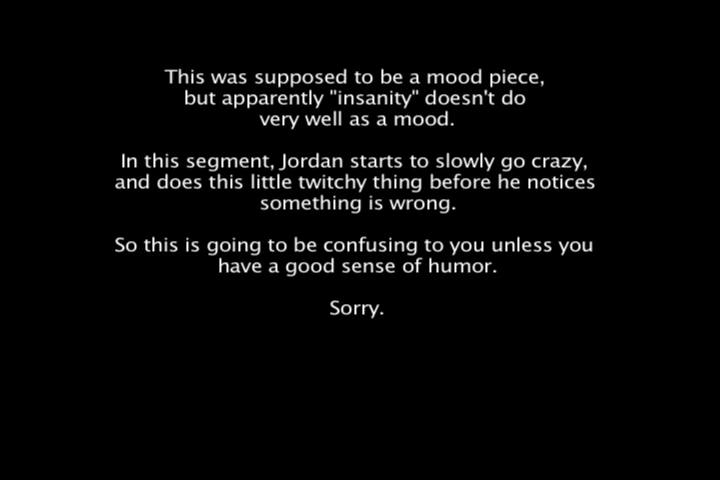 This was supposed to be a mood piece,
but apparently "insanity" doesn't do
very well as a mood.
In this segment, Jordan starts to slowly go crazy,
and does this little twitchy thing before he notices
something is wrong.
So this is going to be confusing to you unless you
have a good sense of humor.
Sorry.